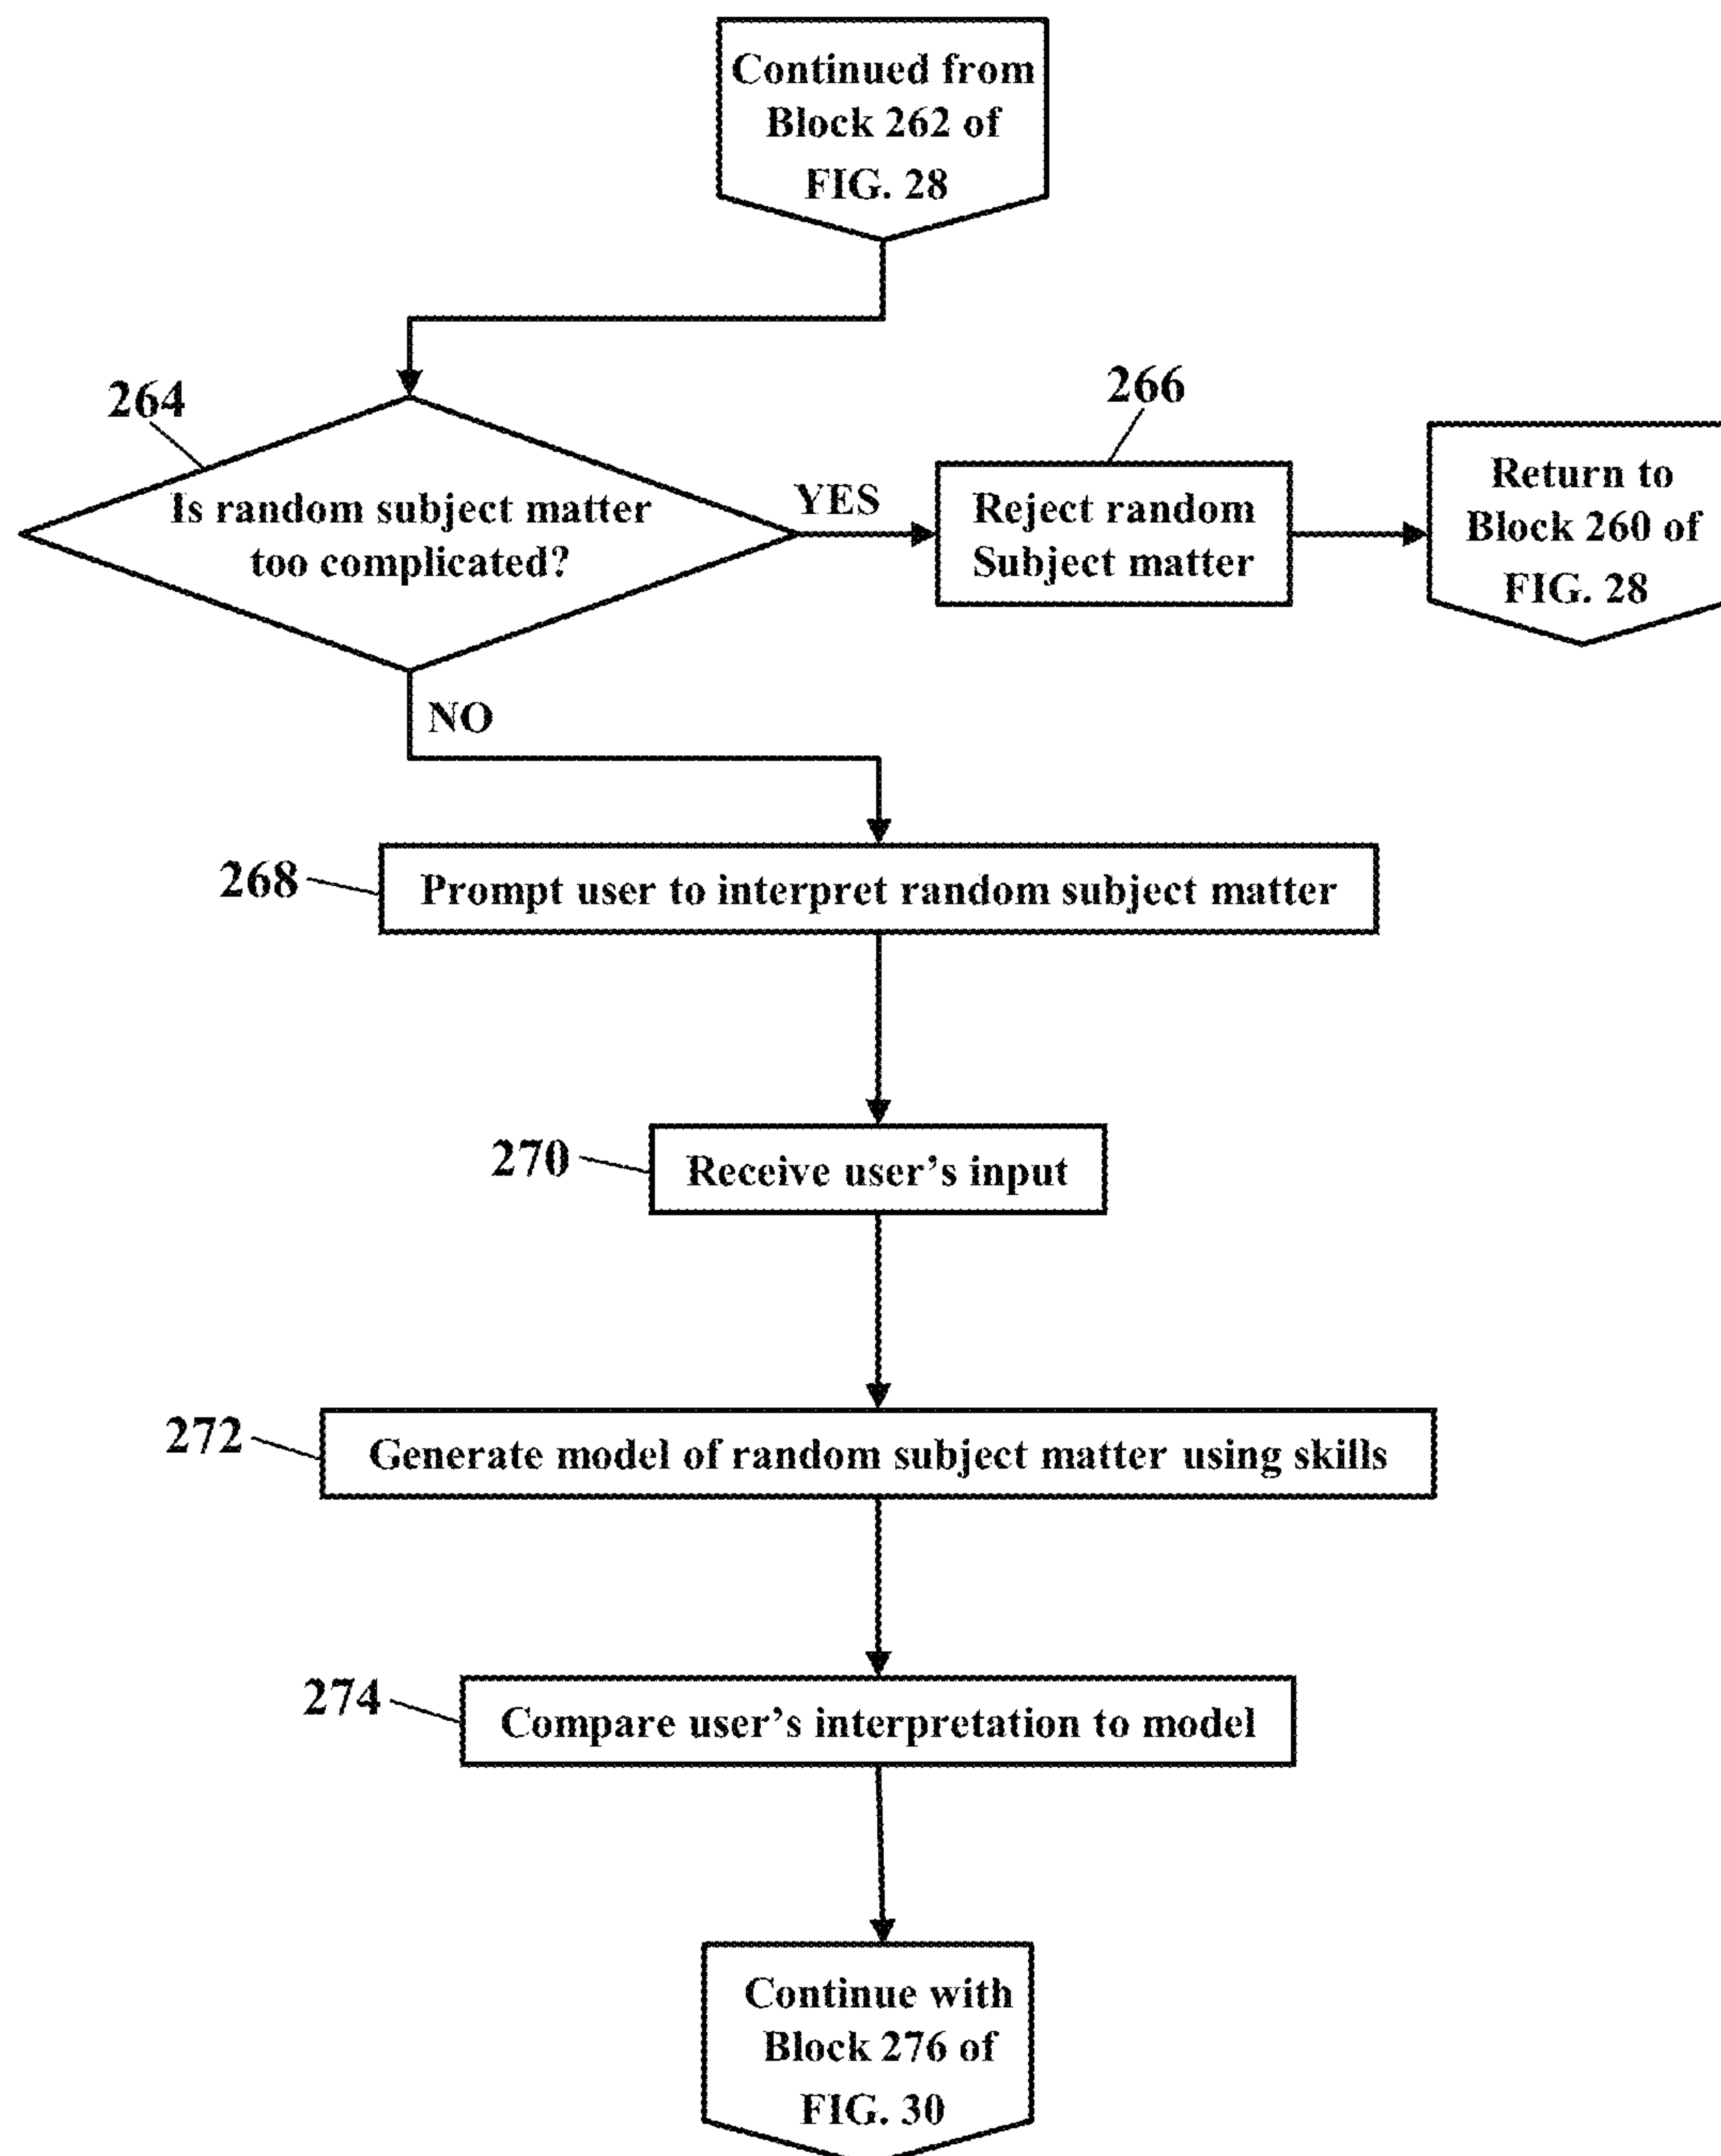 Continued from
Block 262 of
FIG. 28
264
266
Is random subject matter
too complicated?
YES
Reject random
Subject matter
Return to
Block 260 of
FIG. 28
NO
268
Prompt user to interpret random subject matter
270
Receive user’s input
272
Generate model of random subject matter using skills
274
Compare user’s interpretation to model
Continue with
Block 276 of
FIG. 30